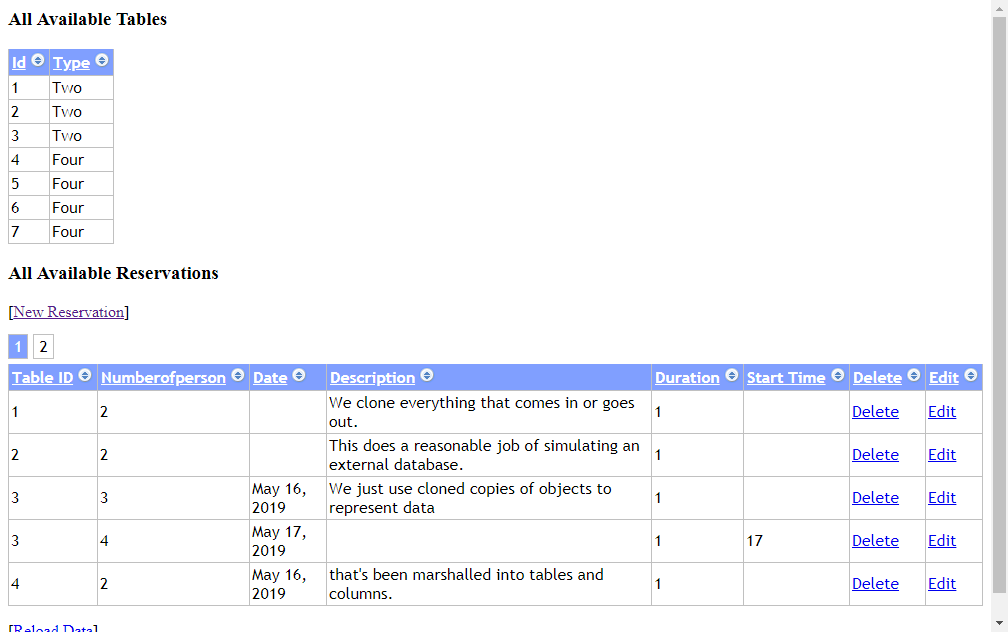 All Available Tables
Id Type
1 Two
2 Two
3 Two
4 Four
5 Four
6 Four
7 Four
All Available Reservations
[New Reservation]
1 2
Table ID Numberofperson Date Description Duration Start Time Delete Edit
1 2 We clone everything that comes in or goes 1 Delete Edit
out.
2 2 This does a reasonable job of simulating an 1 Delete Edit
external database.
3 3 May 16, We just use cloned copies of objects to 1 Delete Edit
2019 represent data
3 4 May 17, 1 17 Delete Edit
2019
4 2 May 16, that's been marshalled into tables and 1 Delete Edit
2019 columns.
[Reload Data]